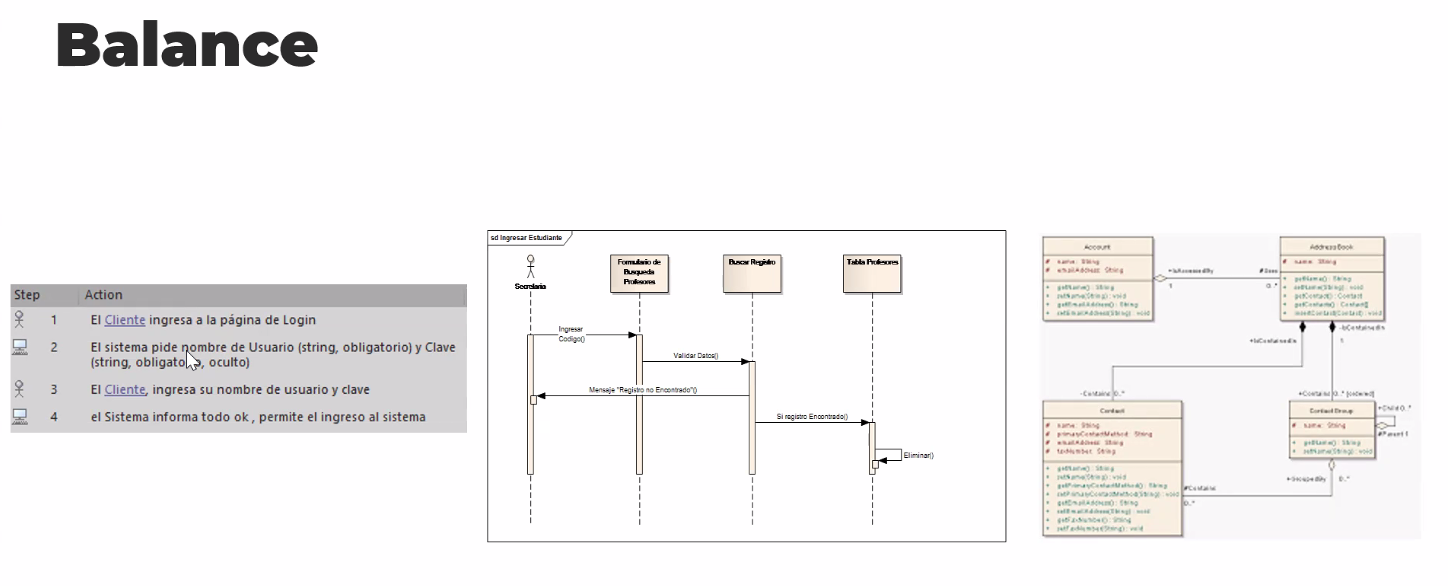 Balance
Step Action
1 El Cliente ingresa a la página de Login
2 El sistema pide nombre de Usuario (string, obligatorio) y Clave
(string, obligatorio, oculto)
3 El Cliente, ingresa su nombre de usuario y clave
4 el Sistema informa todo ok , permite el ingreso al sistema
sd Ingresar Estudiante
Secretaria
Formulario de
Busqueda
Profesores
Buscar Registro
Tabla Profesores
Ingresar
Codigo()
Validar Datos()
Mensaje "Registro no Encontrado"()
Si registro Encontrado()
Eliminar()
Account
# name: String
# emailAddress: String
+ getName() : String
+ setName(String) : void
+ getEmailAddress() : String
+ setEmailAddress(String) : void
+IsAccessedBy
1
#Uses
0..*
AddressBook
# name: String
+ getName() : String
+ setName(String) : void
+ getContact() : Contact
+ getContacts() : Contact[]
+ insertContact(Contact) : void
+IsContainedIn
-IsContainedIn
1
-Contains 0..*
+Contains 0..* {ordered}
Contact
# name: String
# primaryContactMethod: String
# emailAddress: String
# faxNumber: String
+ getName() : String
+ setName(String) : void
+ getPrimaryContactMethod() : String
+ setPrimaryContactMethod(String) : void
+ getEmailAddress() : String
+ setEmailAddress(String) : void
+ getFaxNumber() : String
+ setFaxNumber(String) : void
ContactGroup
# name: String
+ getName() : String
+ setName(String) : void
+Child 0..*
#Parent 1
+GroupedBy
0..*
#Contains
0..*